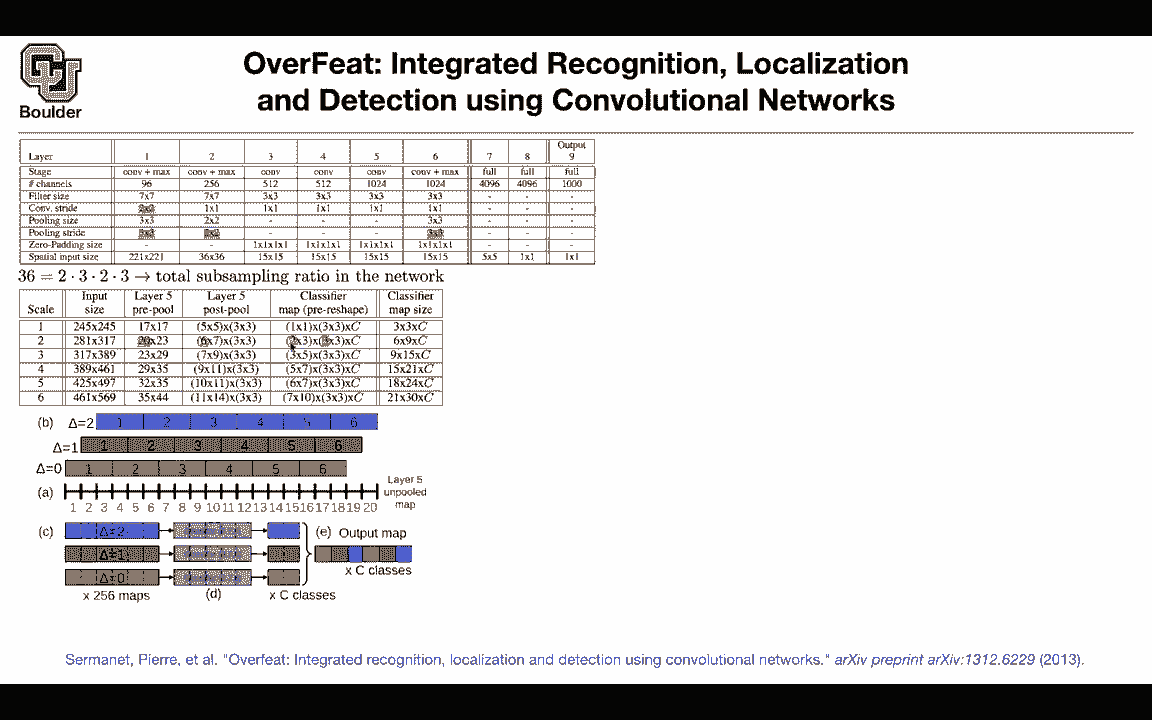 Boulder
OverFeat: Integrated Recognition, Localization
and Detection using Convolutional Networks
Layer 1 2 3 4 5 6 7 8 Output 9
Stage conv + max conv + max conv conv conv conv + max full full full
# channels 96 256 512 512 1024 1024 4096 4096 1000
Filter size 7x7 7x7 3x3 3x3 3x3 3x3 - - -
Conv. stride 2x2 1x1 1x1 1x1 1x1 1x1 - - -
Pooling size 3x3 2x2 - - - 3x3 - - -
Pooling stride 3x3 2x2 - - - 3x3 - - -
Zero-Padding size - - 1x1x1x1 1x1x1x1 1x1x1x1 1x1x1x1 - - -
Spatial input size 221x221 36x36 15x15 15x15 15x15 15x15 5x5 1x1 1x1
36 = 2 · 3 · 2 · 3 → total subsampling ratio in the network
Scale Input size Layer 5 pre-pool Layer 5 post-pool Classifier map (pre-reshape) Classifier map size
1 245x245 17x17 (5x5)x(3x3) (1x1)x(3x3)xC 3x3xC
2 281x317 20x23 (6x7)x(3x3) (2x3)x(3x3)xC 6x9xC
3 317x389 23x29 (7x9)x(3x3) (3x5)x(3x3)xC 9x15xC
4 389x461 29x35 (9x11)x(3x3) (5x7)x(3x3)xC 15x21xC
5 425x497 32x35 (10x11)x(3x3) (6x7)x(3x3)xC 18x24xC
6 461x569 35x44 (11x14)x(3x3) (7x10)x(3x3)xC 21x30xC
(b) Δ=2 1 2 3 4 5 6
Δ=1 1 2 3 4 5 6
Δ=0 1 2 3 4 5 6
(a) Layer 5 unpooled map
1 2 3 4 5 6 7 8 9 10 11 12 13 14 15 16 17 18 19 20
(c) Δ=2 (e) Output map
Δ=1
x C classes
Δ=0
x 256 maps (d) x C classes
Sermanet, Pierre, et al. "Overfeat: Integrated recognition, localization and detection using convolutional networks." arXiv preprint arXiv:1312.6229 (2013).